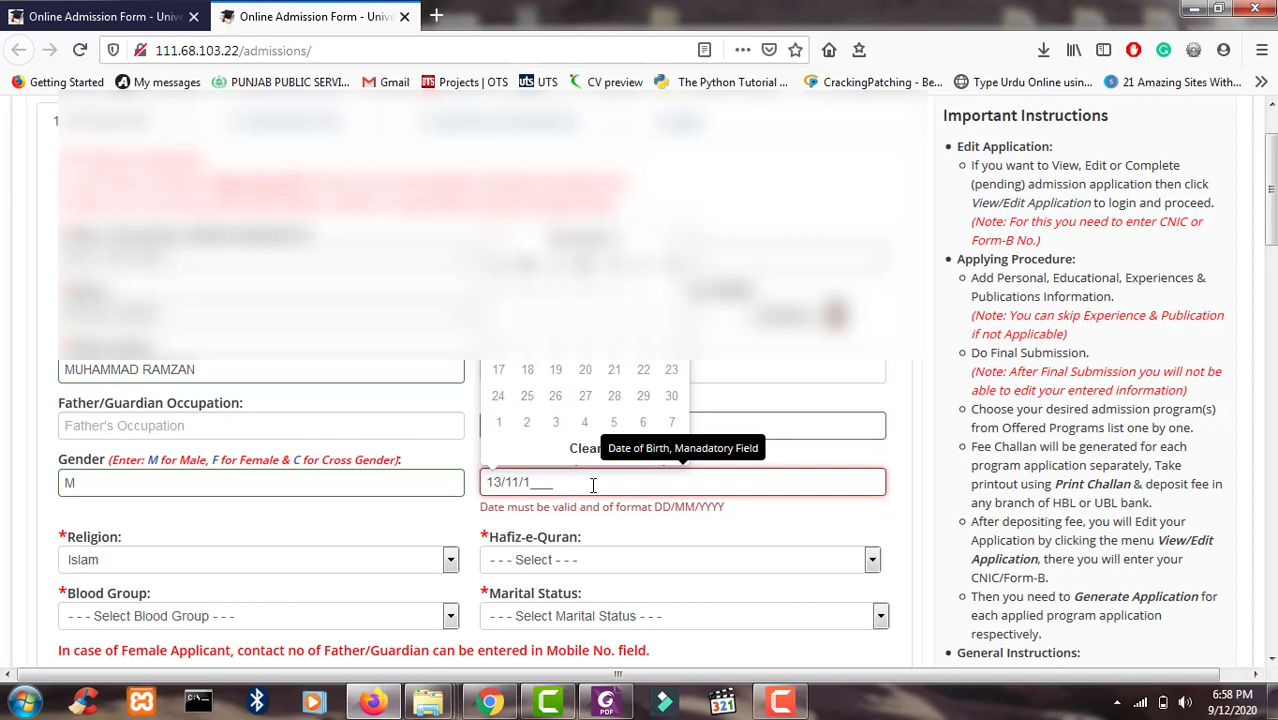 Online Admission Form - Unive
Online Admission Form - Unive
111.68.103.22/admissions/
Getting Started
My messages
PUNJAB PUBLIC SERVI...
Gmail
Projects | OTS
UTS
CV preview
The Python Tutorial ...
CrackingPatching - Be...
Type Urdu Online using...
21 Amazing Sites With...
1
MUHAMMAD RAMZAN
17 18 19 20 21 22 23
24 25 26 27 28 29 30
1 2 3 4 5 6 7
Clear
Father/Guardian Occupation:
Father's Occupation
Date of Birth, Manadatory Field
Gender (Enter: M for Male, F for Female & C for Cross Gender):
M
13/11/1____
Date must be valid and of format DD/MM/YYYY
*Religion:
Islam
*Hafiz-e-Quran:
- - - Select - - -
*Blood Group:
- - - Select Blood Group - - -
*Marital Status:
- - - Select Marital Status - - -
In case of Female Applicant, contact no of Father/Guardian can be entered in Mobile No. field.
Important Instructions
Edit Application:
If you want to View, Edit or Complete
(pending) admission application then click
View/Edit Application to login and proceed.
(Note: For this you need to enter CNIC or
Form-B No.)
Applying Procedure:
Add Personal, Educational, Experiences &
Publications Information.
(Note: You can skip Experience & Publication
if not Applicable)
Do Final Submission.
(Note: After Final Submission you will not be
able to edit your entered information)
Choose your desired admission program(s)
from Offered Programs list one by one.
Fee Challan will be generated for each
program application separately, Take
printout using Print Challan & deposit fee in
any branch of HBL or UBL bank.
After depositing fee, you will Edit your
Application by clicking the menu View/Edit
Application, there you will enter your
CNIC/Form-B.
Then you need to Generate Application for
each applied program application
respectively.
General Instructions:
321
PDF
6:58 PM
9/12/2020